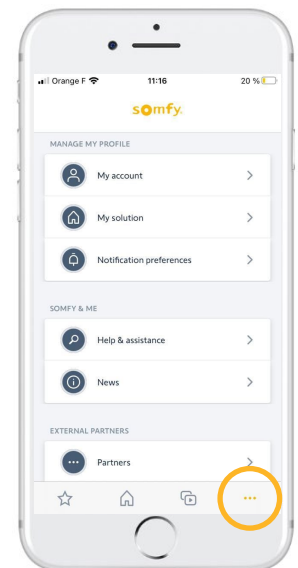 Orange F
11:16
20 %
somfy.
MANAGE MY PROFILE
My account
My solution
Notification preferences
SOMFY & ME
Help & assistance
News
EXTERNAL PARTNERS
Partners